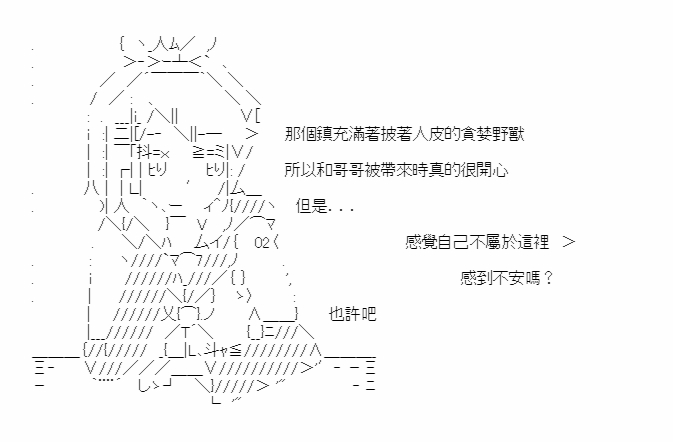 那個鎮充滿著披著人皮的貪婪野獸
所以和哥哥被帶來時真的很開心
但是...
感覺自己不屬於這裡 ＞
感到不安嗎？
也許吧